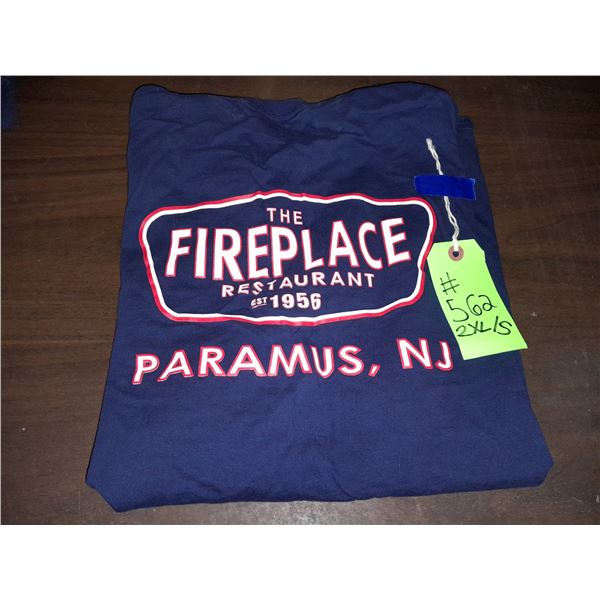 THE
FIREPLACE
RESTAURANT
EST 1956
PARAMUS, NJ
#
562
2XL/S